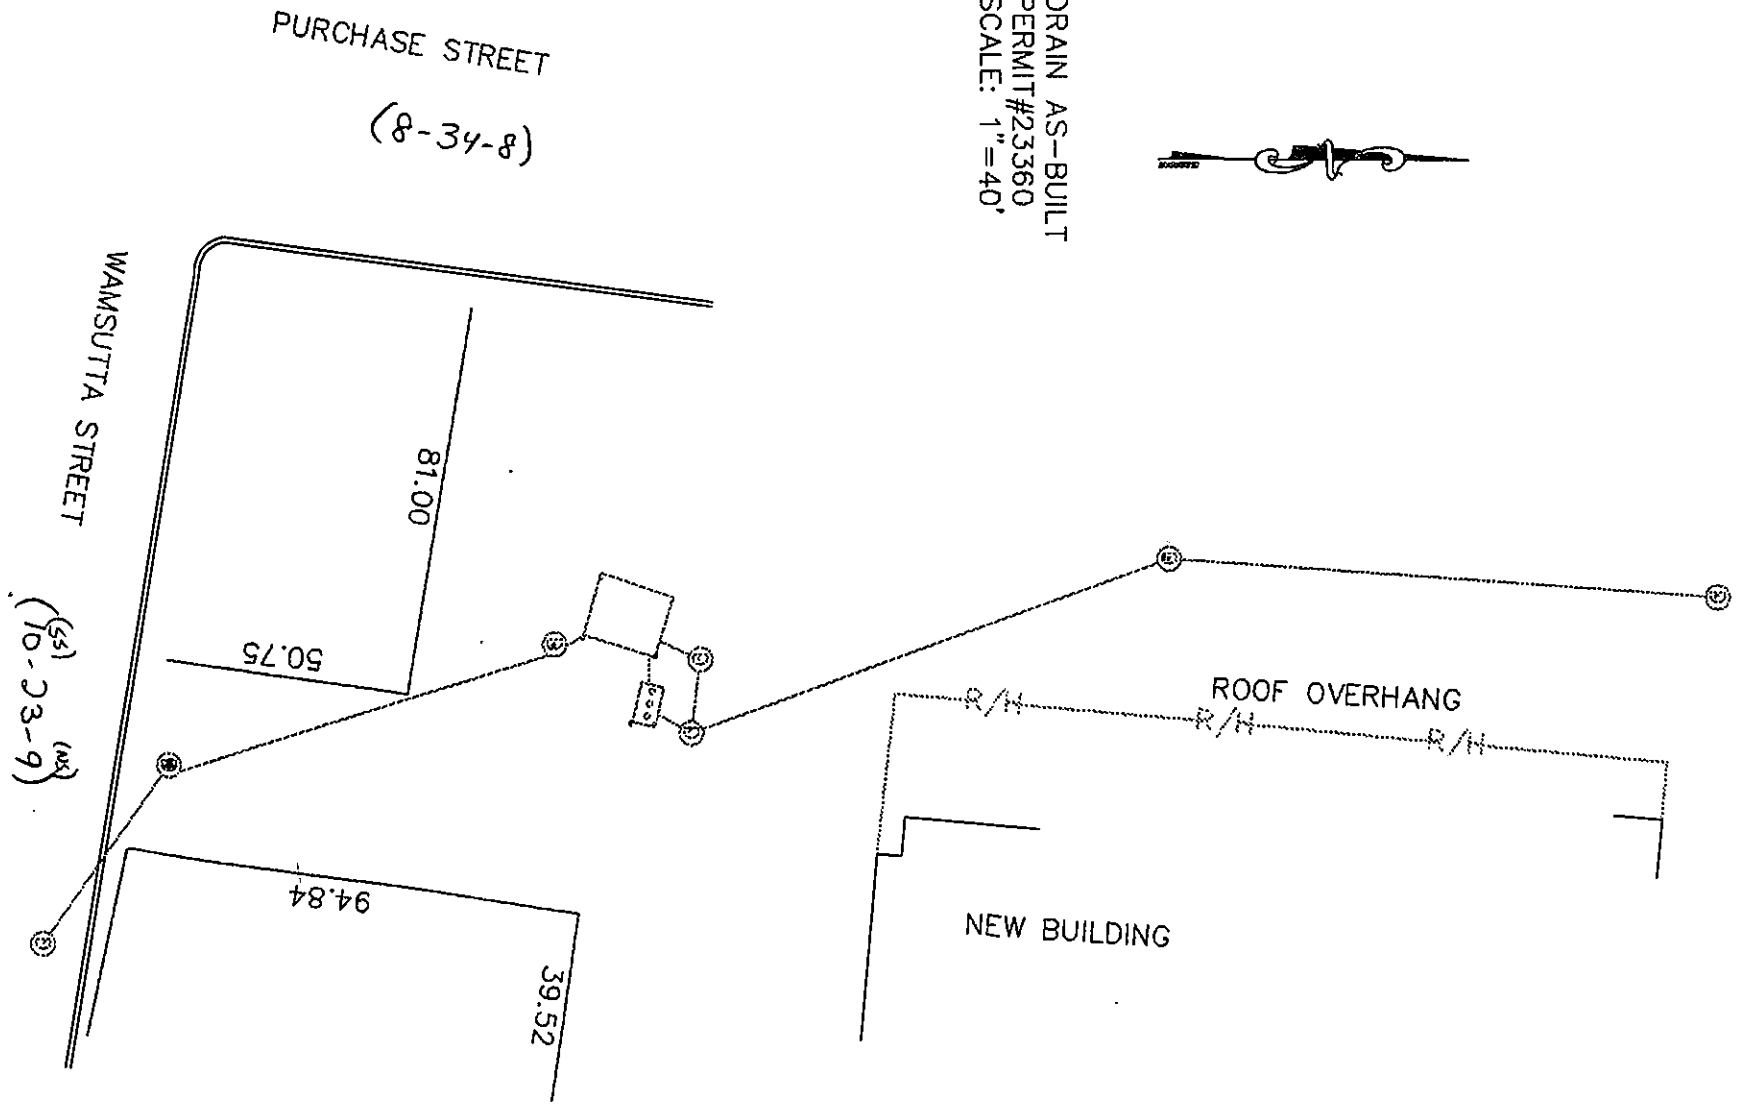 DRAIN AS-BUILT
PERMIT#23360
SCALE: 1"=40'
PURCHASE STREET
(8-34-8)
WAMSUTTA STREET
(SS) (NS)
(10-23-9)
81.00
50.75
94.84
39.52
ROOF OVERHANG
R/H R/H R/H
NEW BUILDING